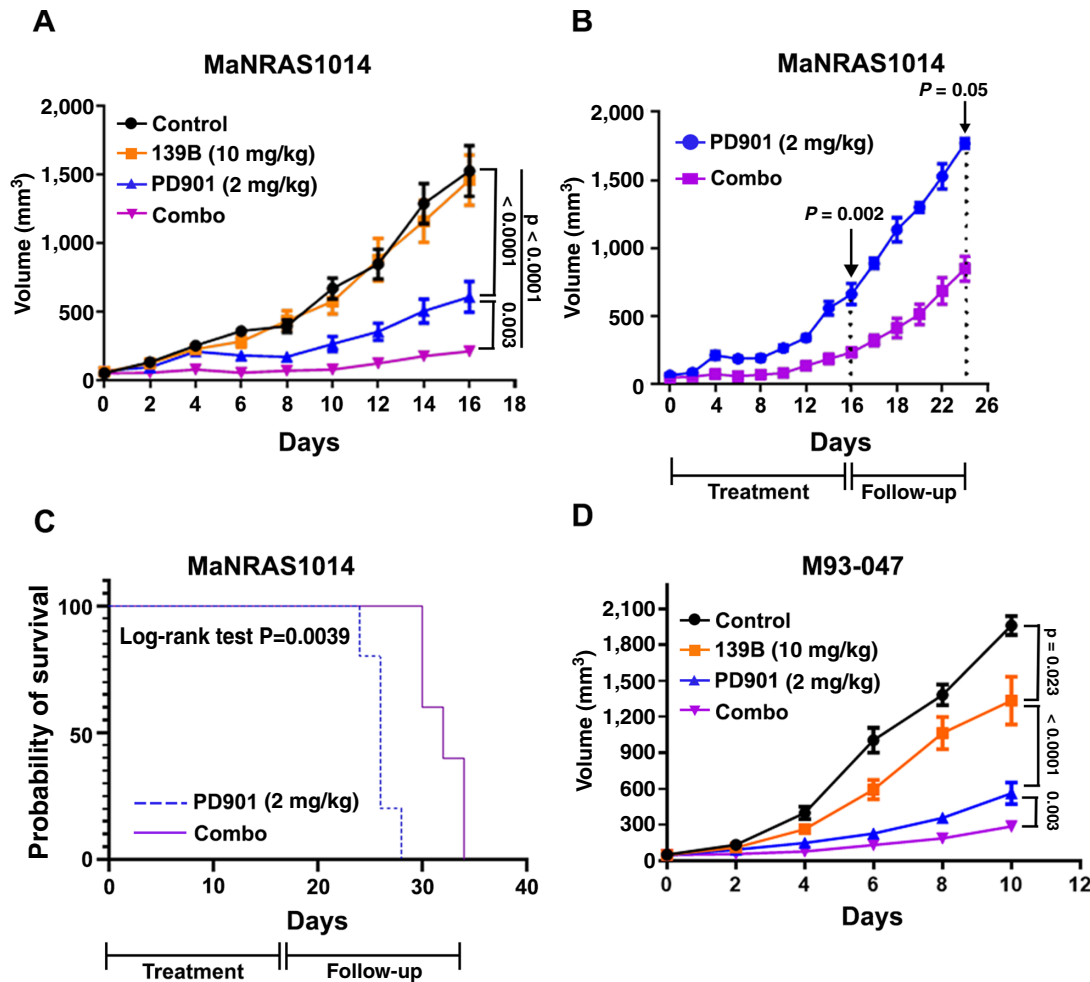 A
MaNRAS1014
2,000
1,500
1,000
500
0
Volume (mm³)
Control
139B (10 mg/kg)
PD901 (2 mg/kg)
Combo
< 0.0001
0.003
p < 0.0001
0 2 4 6 8 10 12 14 16 18
Days
B
MaNRAS1014
P = 0.05
2,000
1,500
1,000
500
0
Volume (mm³)
PD901 (2 mg/kg)
Combo
P = 0.002
0 4 8 12 16 18 22 26
Days
Treatment Follow-up
C
MaNRAS1014
100
50
0
Probability of survival
Log-rank test P=0.0039
PD901 (2 mg/kg)
Combo
0 10 20 30 40
Days
Treatment Follow-up
D
M93-047
2,100
1,800
1,500
1,200
900
600
300
0
Volume (mm³)
Control
139B (10 mg/kg)
PD901 (2 mg/kg)
Combo
p = 0.023
< 0.0001
0.003
0 2 4 6 8 10 12
Days